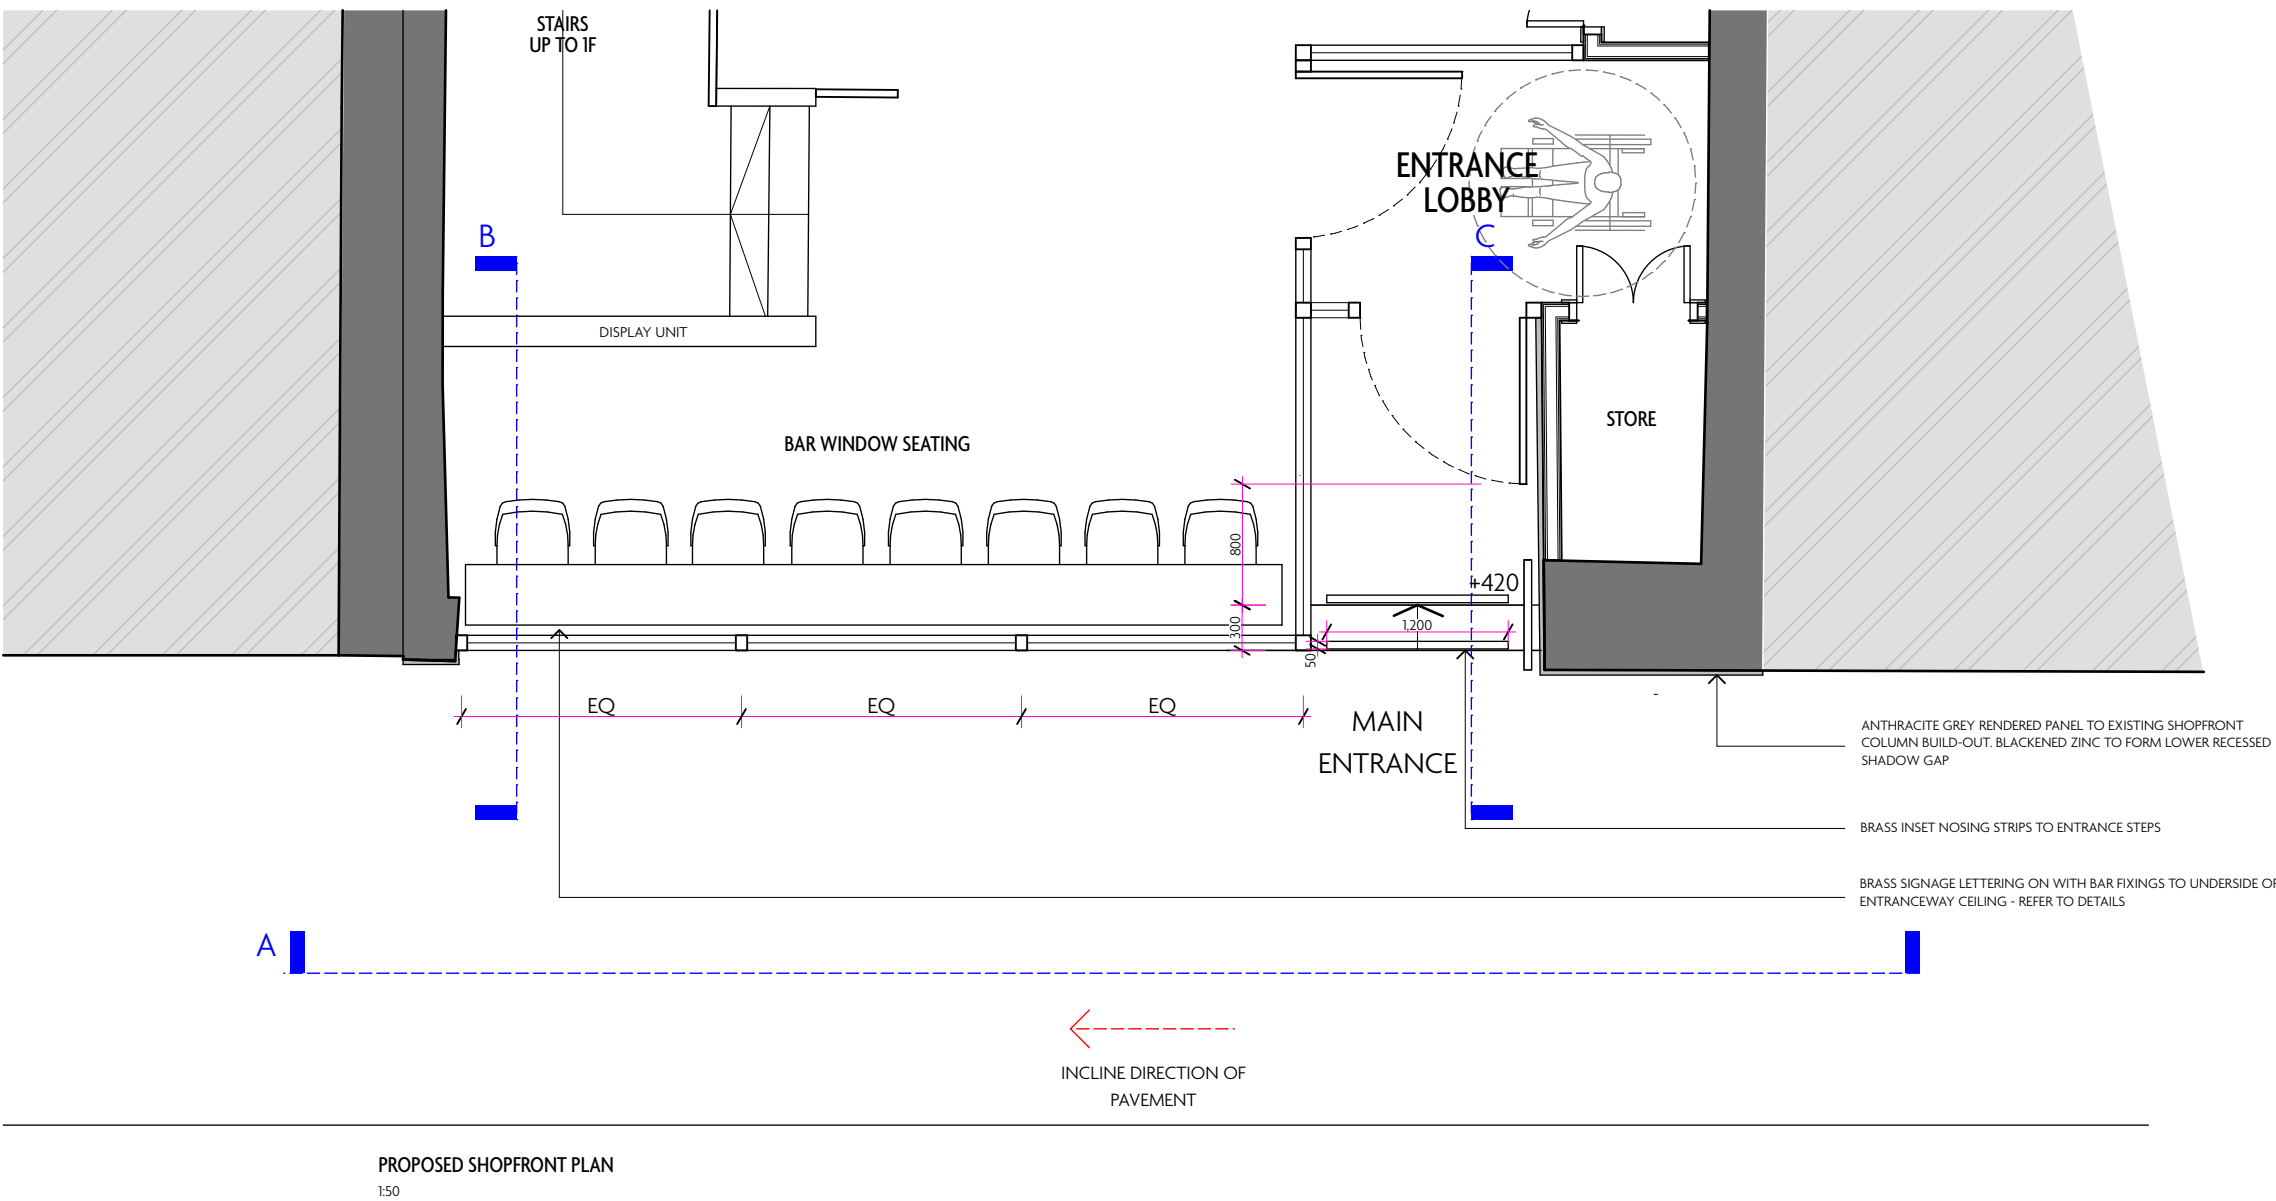 STAIRS
UP TO 1F
ENTRANCE
LOBBY
B
C
DISPLAY UNIT
STORE
BAR WINDOW SEATING
800
+420
300
1,200
50
EQ
EQ
EQ
MAIN
ENTRANCE
-
ANTHRACITE GREY RENDERED PANEL TO EXISTING SHOPFRONT
COLUMN BUILD-OUT. BLACKENED ZINC TO FORM LOWER RECESSED
SHADOW GAP
BRASS INSET NOSING STRIPS TO ENTRANCE STEPS
BRASS SIGNAGE LETTERING ON WITH BAR FIXINGS TO UNDERSIDE OF
ENTRANCEWAY CEILING - REFER TO DETAILS
A
INCLINE DIRECTION OF
PAVEMENT
PROPOSED SHOPFRONT PLAN
1:50